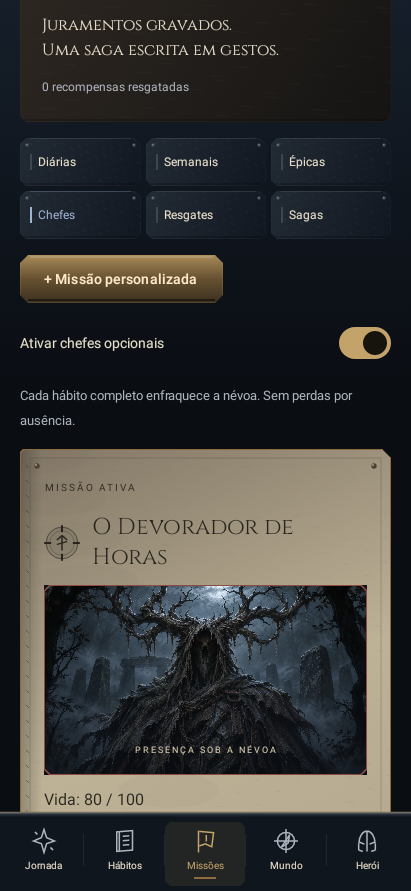 Juramentos gravados.
Uma saga escrita em gestos.
0 recompensas resgatadas
Diárias
Semanais
Épicas
Chefes
Resgates
Sagas
+ Missão personalizada
Ativar chefes opcionais
Cada hábito completo enfraquece a névoa. Sem perdas por
ausência.
MISSÃO ATIVA
O Devorador de
Horas
PRESENÇA SOB A NÉVOA
Vida: 80 / 100
Jornada
Hábitos
Missões
Mundo
Herói